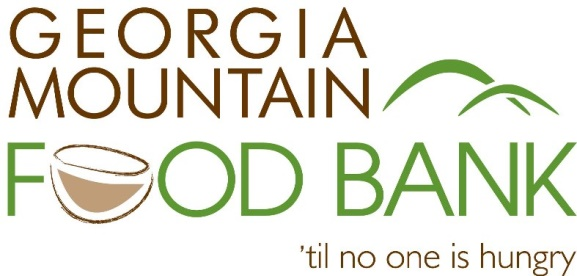 GEORGIA
MOUNTAIN
FOOD BANK
'til no one is hungry